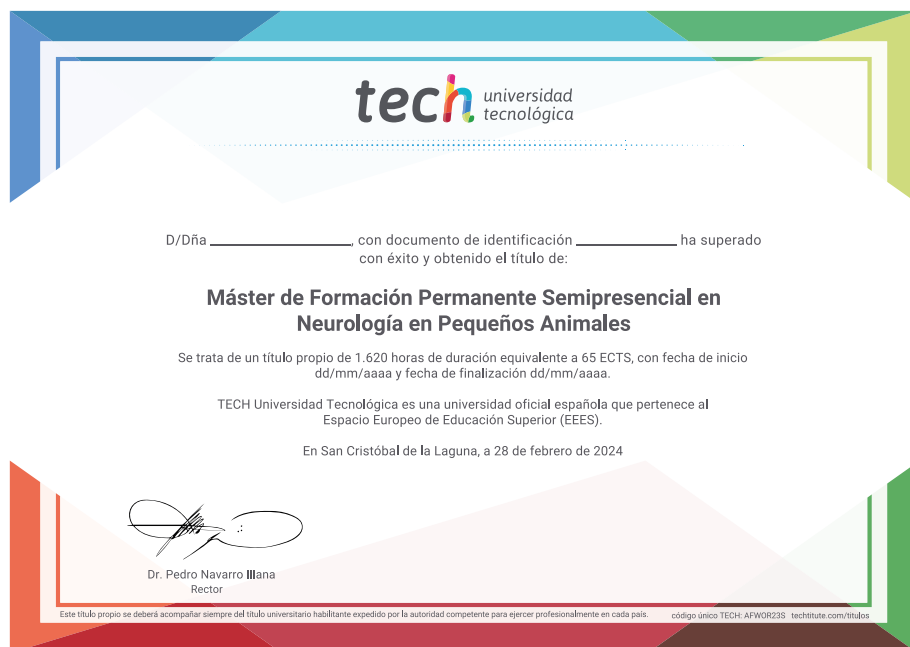 tech universidad
tecnológica
D/Dña ________________, con documento de identificación ____________ ha superado
con éxito y obtenido el título de:
Máster de Formación Permanente Semipresencial en
Neurología en Pequeños Animales
Se trata de un título propio de 1.620 horas de duración equivalente a 65 ECTS, con fecha de inicio
dd/mm/aaaa y fecha de finalización dd/mm/aaaa.
TECH Universidad Tecnológica es una universidad oficial española que pertenece al
Espacio Europeo de Educación Superior (EEES).
En San Cristóbal de la Laguna, a 28 de febrero de 2024
Dr. Pedro Navarro Illana
Rector
Este título propio se deberá acompañar siempre del título universitario habilitante expedido por la autoridad competente para ejercer profesionalmente en cada país. código único TECH: AFWOR23S techtitute.com/titulos